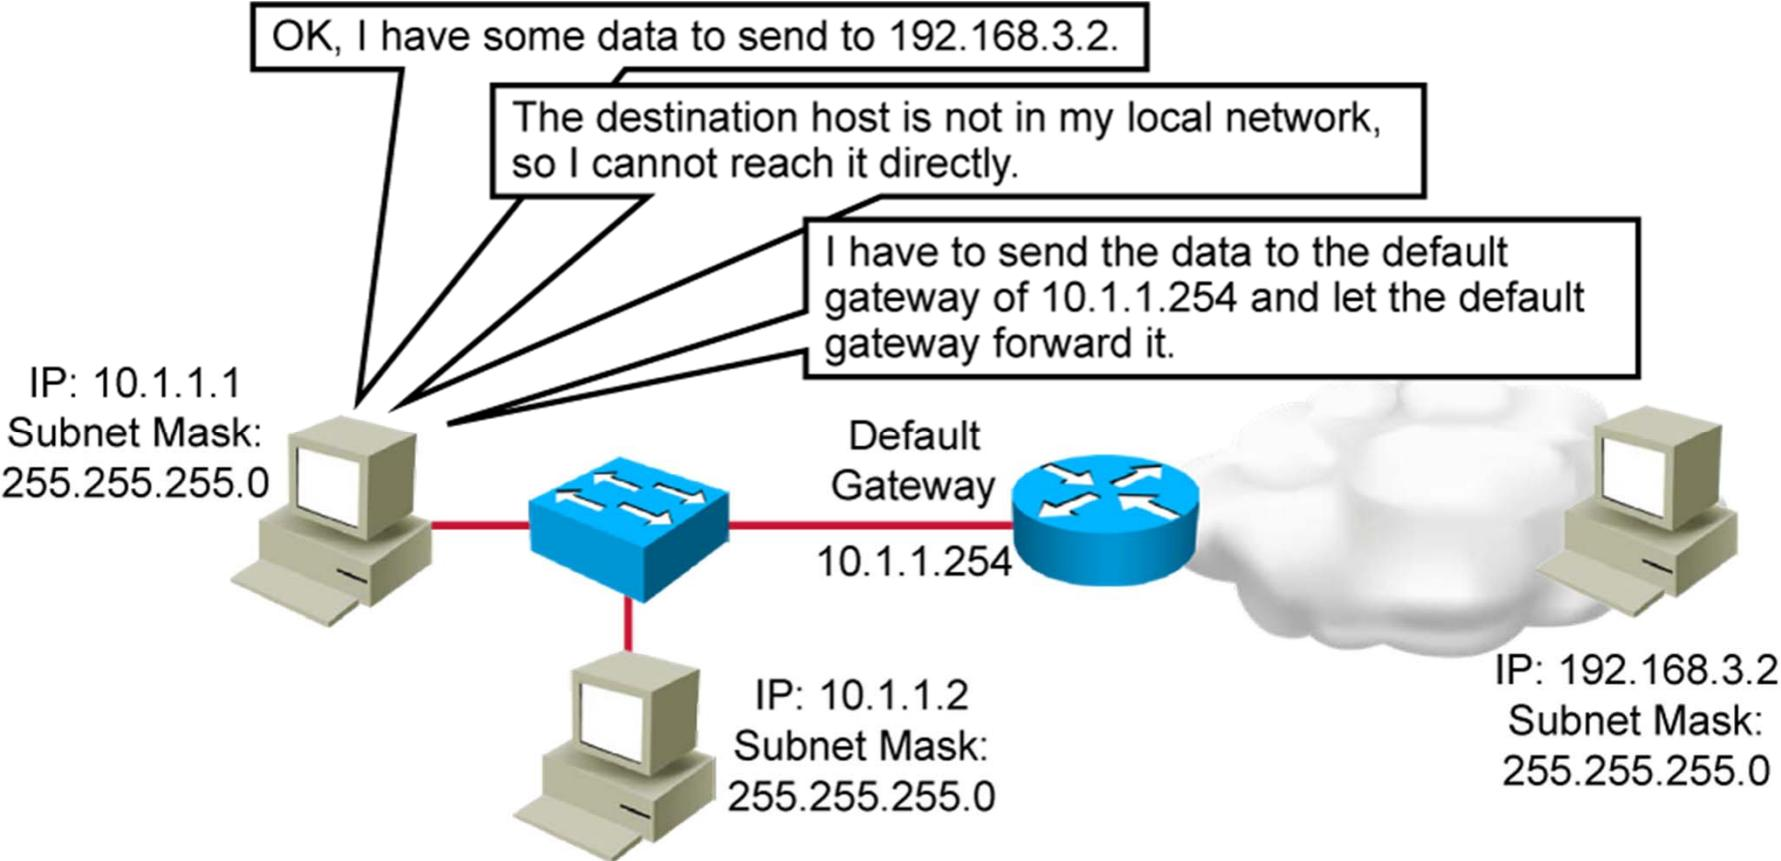 OK, I have some data to send to 192.168.3.2.
The destination host is not in my local network,
so I cannot reach it directly.
I have to send the data to the default
gateway of 10.1.1.254 and let the default
gateway forward it.
IP: 10.1.1.1
Subnet Mask:
255.255.255.0
Default
Gateway
10.1.1.254
IP: 10.1.1.2
Subnet Mask:
255.255.255.0
IP: 192.168.3.2
Subnet Mask:
255.255.255.0